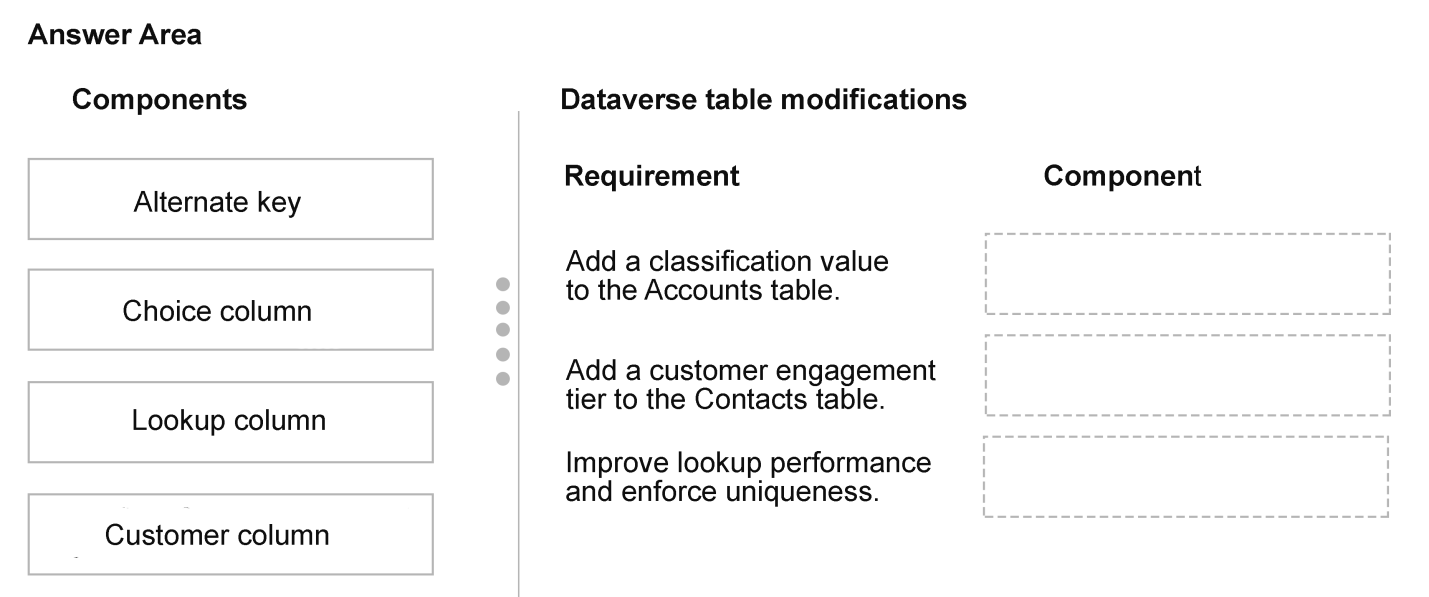 Answer Area
Components
Dataverse table modifications
Requirement
Component
Alternate key
Choice column
Lookup column
Customer column
Add a classification value
to the Accounts table.
Add a customer engagement
tier to the Contacts table.
Improve lookup performance
and enforce uniqueness.